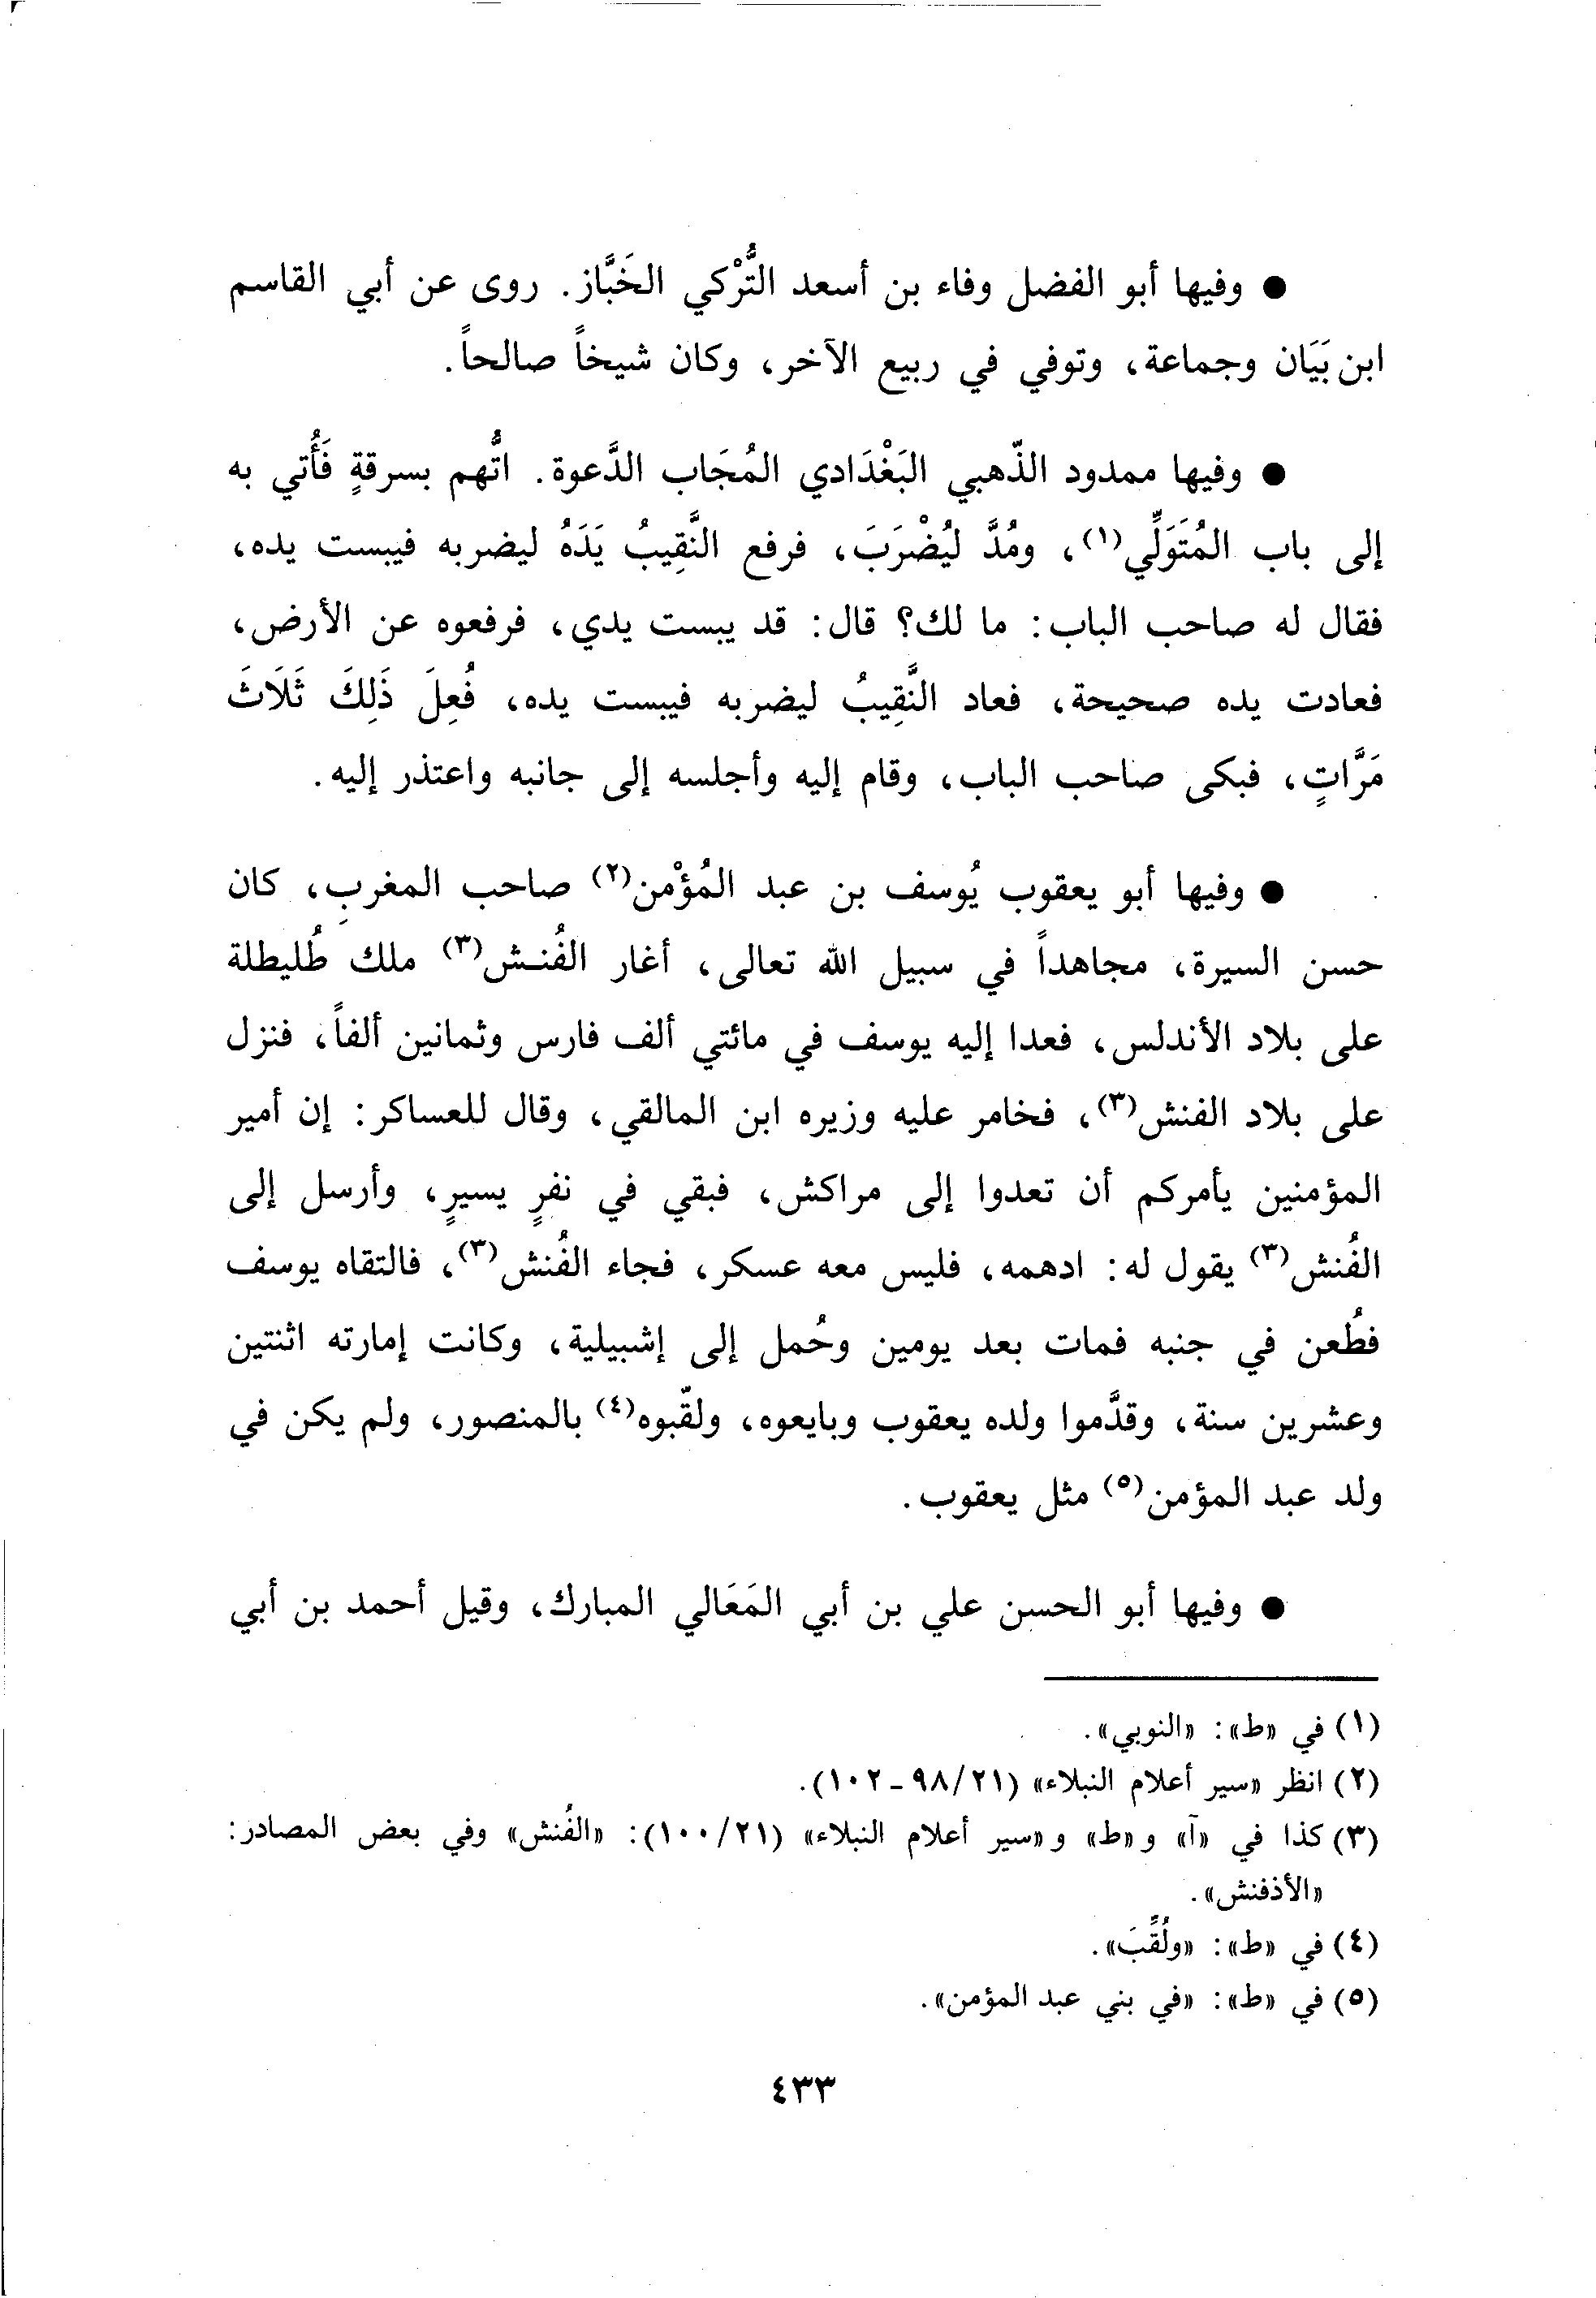 ● وفيها أبو الفضل وفاء بن أسعد التُّرْكي الخَبَّاز. روى عن أبي القاسم
ابن بَيَان وجماعة، وتوفي في ربيع الآخر، وكان شيخاً صالحاً.
● وفيها ممدود الذّهبي البَغْدَادي المُجَاب الدَّعوة. اتُّهم بسرقةٍ فَأُتي به
إلى باب المُتَوَلِّي(١)، ومُدَّ ليُضْرَبَ، فرفع النَّقِيبُ يَدَهُ ليضربه فيبست يده،
فقال له صاحب الباب: ما لك؟ قال: قد يبست يدي، فرفعوه عن الأرض،
فعادت يده صحيحة، فعاد النَّقِيبُ ليضربه فيبست يده، فُعِلَ ذَلِكَ ثَلَاثَ
مَرَّاتٍ، فبكى صاحب الباب، وقام إليه وأجلسه إلى جانبه واعتذر إليه.
● وفيها أبو يعقوب يُوسف بن عبد المُؤْمن(٢) صاحب المغربِ، كان
حسن السيرة، مجاهداً في سبيل الله تعالى، أغار الفُنش(٣) ملك طُليطلة
على بلاد الأندلس، فعدا إليه يوسف في مائتي ألف فارس وثمانين ألفاً، فنزل
على بلاد الفنش(٣)، فخامر عليه وزيره ابن المالقي، وقال للعساكر: إن أمير
المؤمنين يأمركم أن تعدوا إلى مراكش، فبقي في نفرٍ يسيرٍ، وأرسل إلى
الفُنش(٣) يقول له: ادهمه، فليس معه عسكر، فجاء الفُنش(٣)، فالتقاه يوسف
فطُعن في جنبه فمات بعد يومين وحُمل إلى إشبيلية، وكانت إمارته اثنتين
وعشرين سنة، وقدَّموا ولده يعقوب وبايعوه، ولقّبوه(٤) بالمنصور، ولم يكن في
ولد عبد المؤمن(٥) مثل يعقوب.
● وفيها أبو الحسن علي بن أبي المَعَالي المبارك، وقيل أحمد بن أبي
(١) في «ط»: «النوبي».
(٢) انظر «سير أعلام النبلاء» (٢١/ ٩٨ - ١٠٢).
(٣) كذا في «آ» و «ط» و «سير أعلام النبلاء» (٢١/ ١٠٠): «الفُنش» وفي بعض المصادر:
«الأذفنش».
(٤) في «ط»: «ولُقِّبَ».
(٥) في «ط»: «في بني عبد المؤمن».
٤٣٣